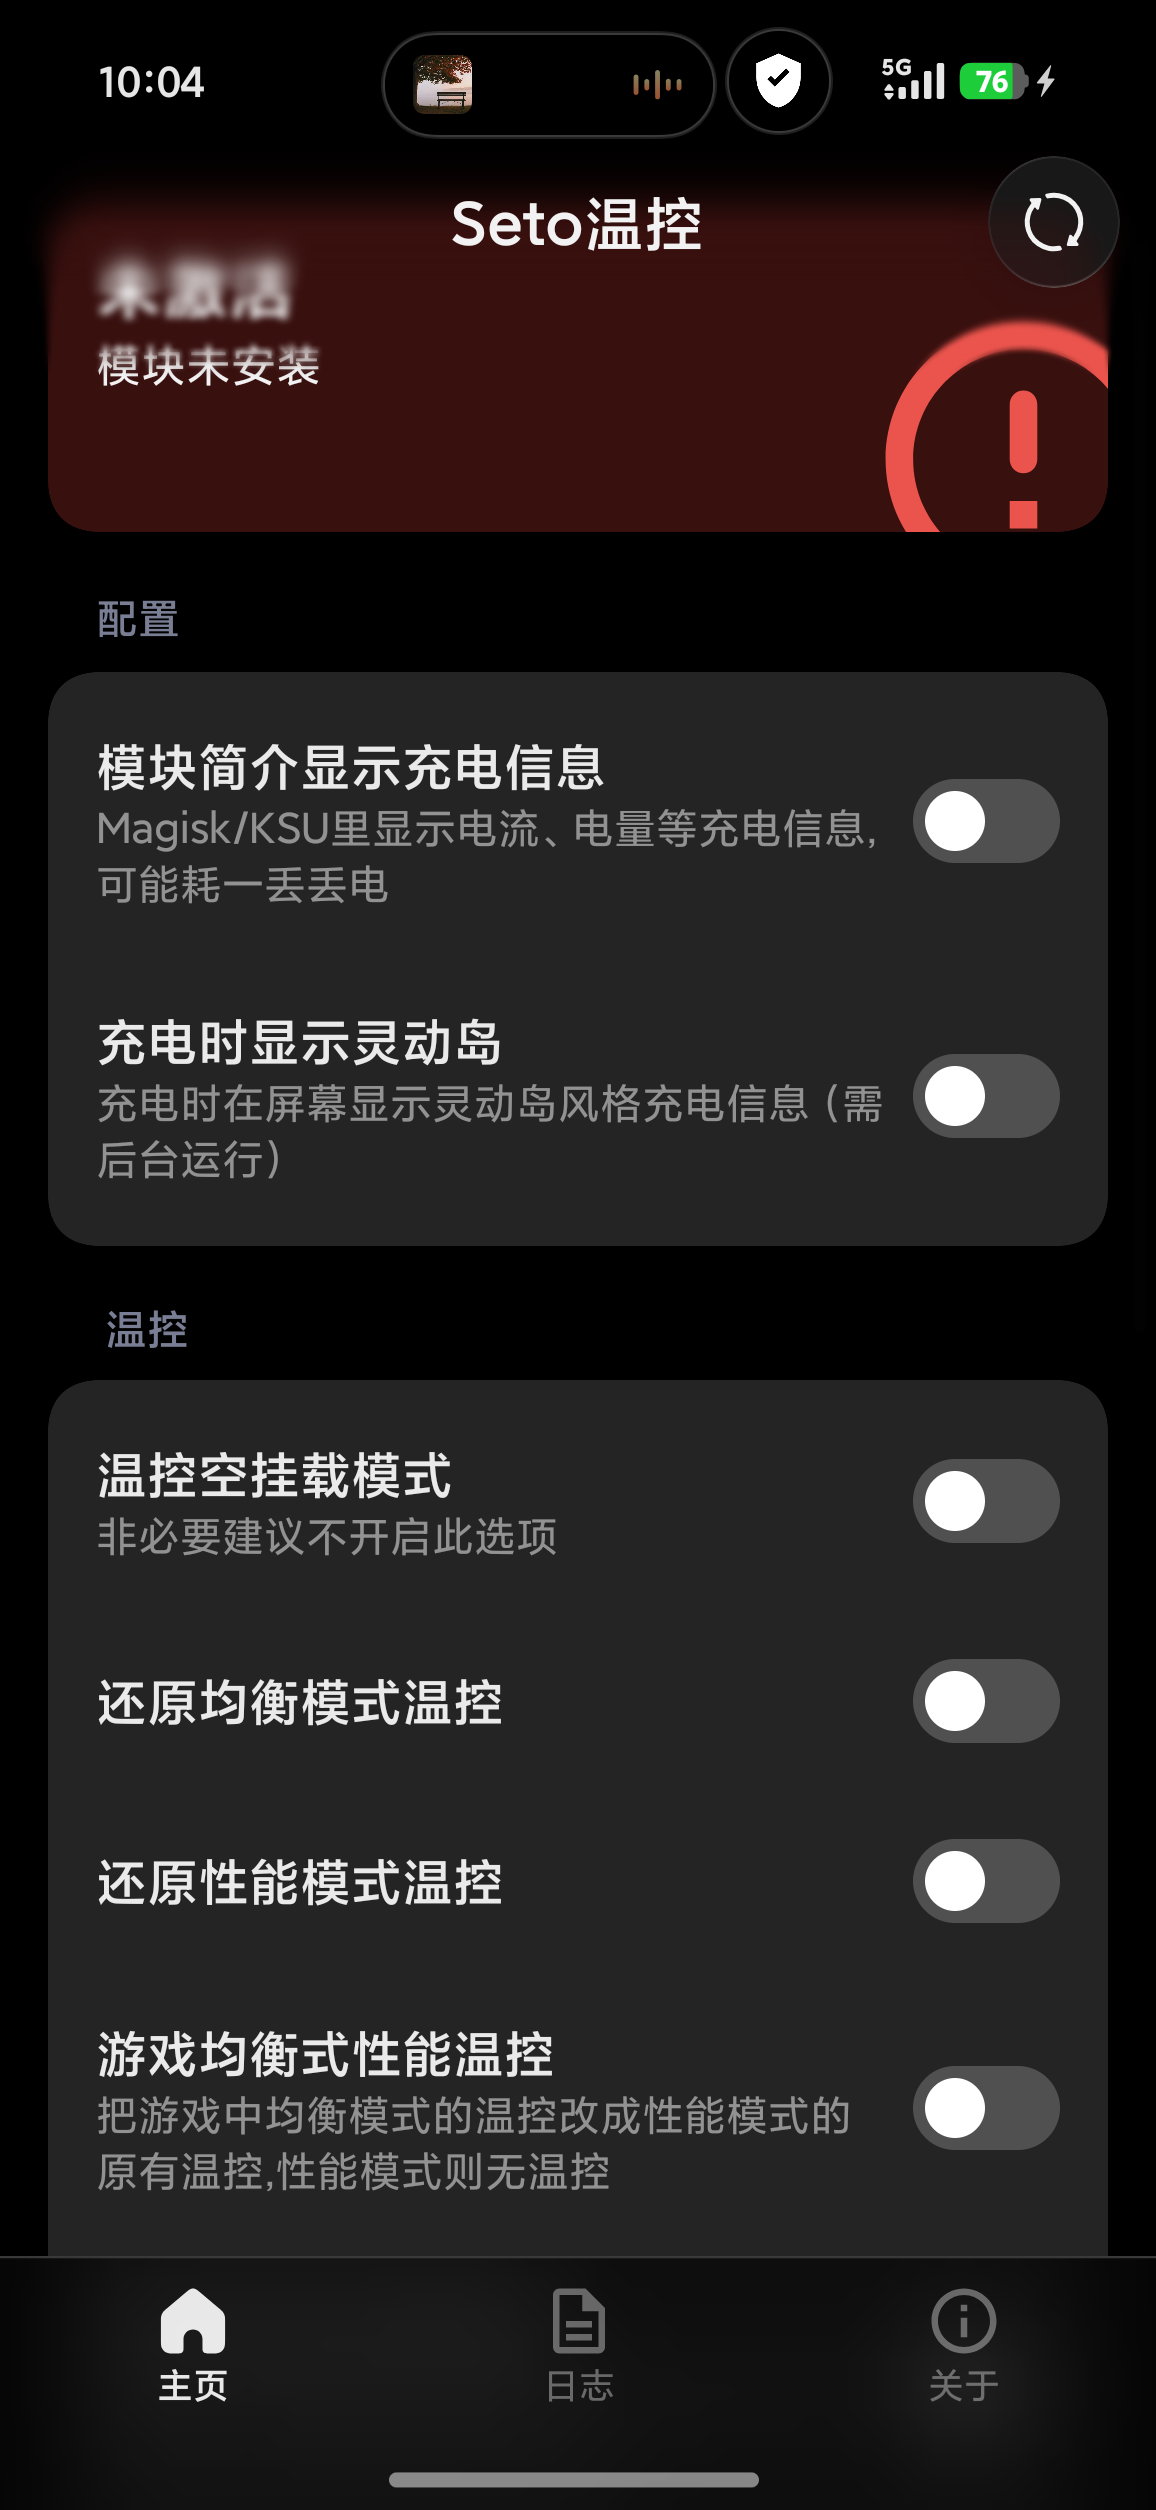 10:04
5G
76
Seto温控
未激活
模块未安装
配置
模块简介显示充电信息
Magisk/KSU里显示电流、电量等充电信息,
可能耗一丢丢电
充电时显示灵动岛
充电时在屏幕显示灵动岛风格充电信息（需
后台运行）
温控
温控空挂载模式
非必要建议不开启此选项
还原均衡模式温控
还原性能模式温控
游戏均衡式性能温控
把游戏中均衡模式的温控改成性能模式的
原有温控,性能模式则无温控
主页
日志
关于